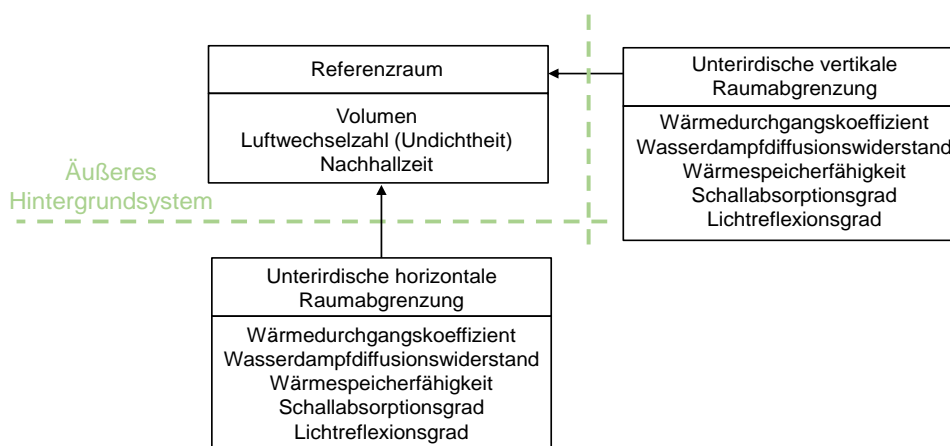 Referenzraum
Volumen
Luftwechselzahl (Undichtheit)
Nachhallzeit
Unterirdische vertikale
Raumabgrenzung
Wärmedurchgangskoeffizient
Wasserdampfdiffusionswiderstand
Wärmespeicherfähigkeit
Schallabsorptionsgrad
Lichtreflexionsgrad
Äußeres
Hintergrundsystem
Unterirdische horizontale
Raumabgrenzung
Wärmedurchgangskoeffizient
Wasserdampfdiffusionswiderstand
Wärmespeicherfähigkeit
Schallabsorptionsgrad
Lichtreflexionsgrad